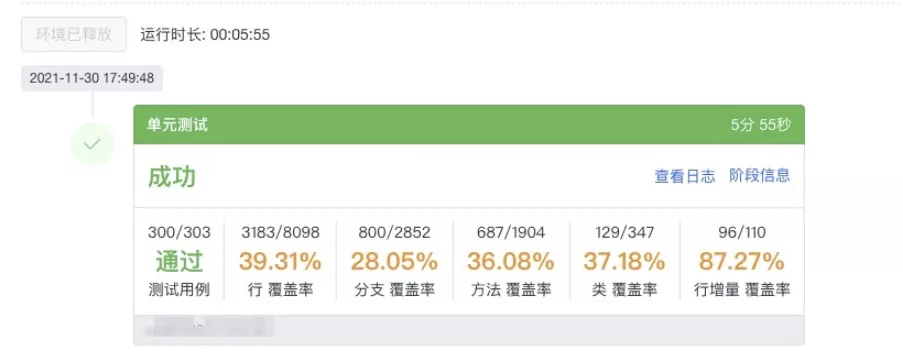 环境已释放 运行时长: 00:05:55
2021-11-30 17:49:48
单元测试 5分 55秒
成功 查看日志 阶段信息
300/303 3183/8098 800/2852 687/1904 129/347 96/110
通过 39.31% 28.05% 36.08% 37.18% 87.27%
测试用例 行 覆盖率 分支 覆盖率 方法 覆盖率 类 覆盖率 行增量 覆盖率